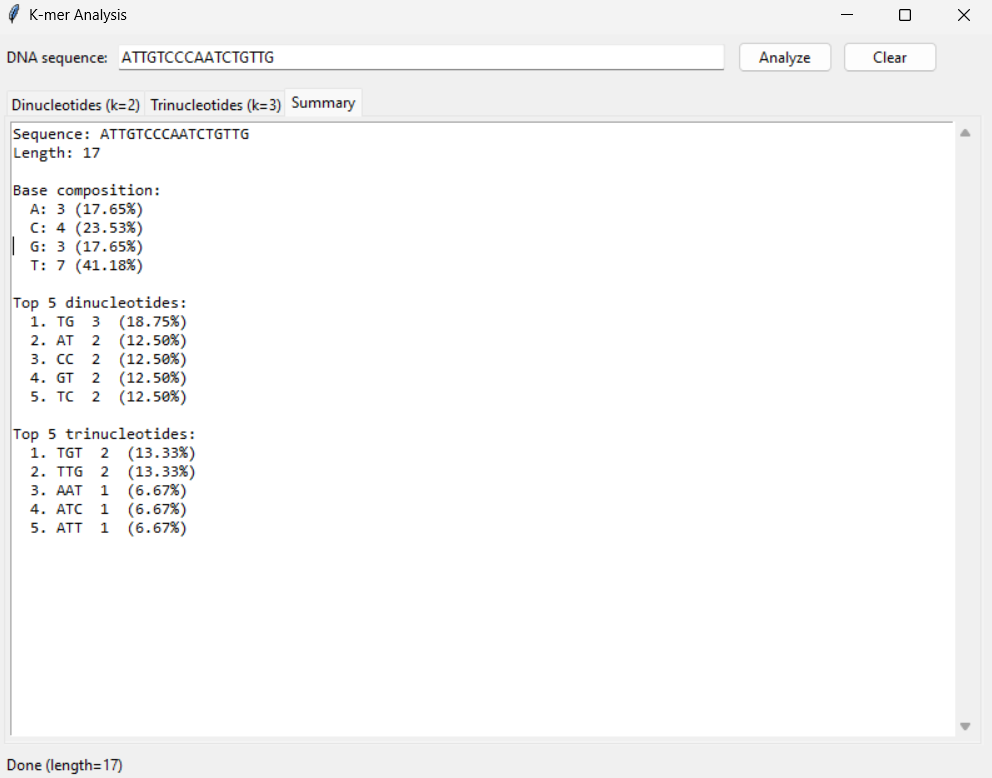 K-mer Analysis
DNA sequence: ATTGTCCCAATCTGTTG Analyze Clear
Dinucleotides (k=2) Trinucleotides (k=3) Summary
Sequence: ATTGTCCCAATCTGTTG
Length: 17
Base composition:
A: 3 (17.65%)
C: 4 (23.53%)
G: 3 (17.65%)
T: 7 (41.18%)
Top 5 dinucleotides:
1. TG 3 (18.75%)
2. AT 2 (12.50%)
3. CC 2 (12.50%)
4. GT 2 (12.50%)
5. TC 2 (12.50%)
Top 5 trinucleotides:
1. TGT 2 (13.33%)
2. TTG 2 (13.33%)
3. AAT 1 (6.67%)
4. ATC 1 (6.67%)
5. ATT 1 (6.67%)
Done (length=17)